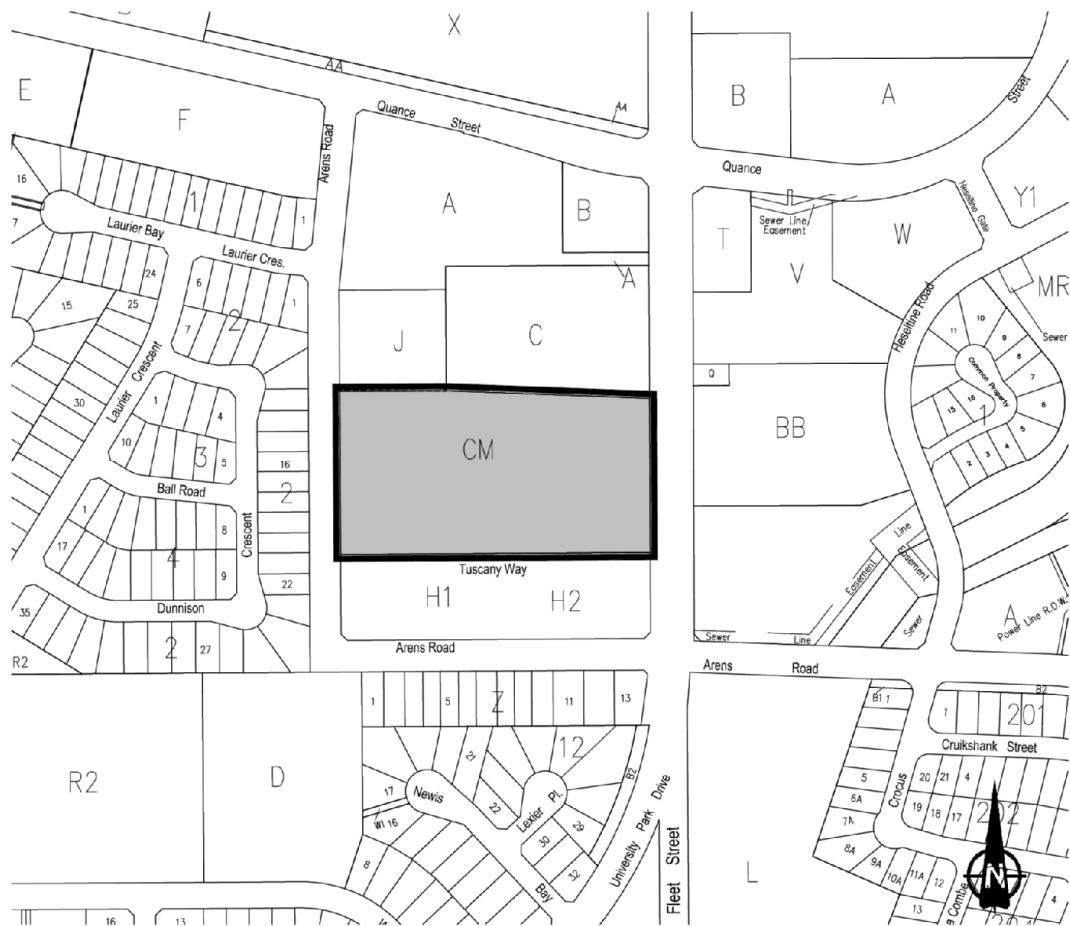 X
AA
AA
E
F
B
A
Street
Quance
Street
Arens Road
Quance
16
1
1
7
A
B
Heseltine Gate
Y1
Sewer Line
Easement
T
W
V
Laurier Bay
Laurier Cres.
A
MR
24
25
6
1
2
7
15
J
C
Heseltine Road
10
11
9
Sewer
8
7
Common Property
Laurier Crescent
Q
30
1
4
16
15
1
6
5
4
3
2
10
3
5
CM
BB
16
2
Ball Road
1
8
Line
Easement
Easement
17
4
9
Crescent
22
Tuscany Way
H1
H2
Dunnison
35
A
Power Line R.O.W.
Sewer
Sewer
Line
2
27
R2
Arens Road
Arens
Road
1
5
Z
11
13
B1
1
B2
1
201
12
Cruikshank Street
21
R2
D
B2
17
Newis
22
Lexier Pl.
WI
16
29
30
32
8
Bay
University Park Drive
Fleet Street
L
5
6A
7A
8A
9A
10A
11A
12
13
Crocus
20
21
4
19
18
17
202
N
4
a Combe
16
13